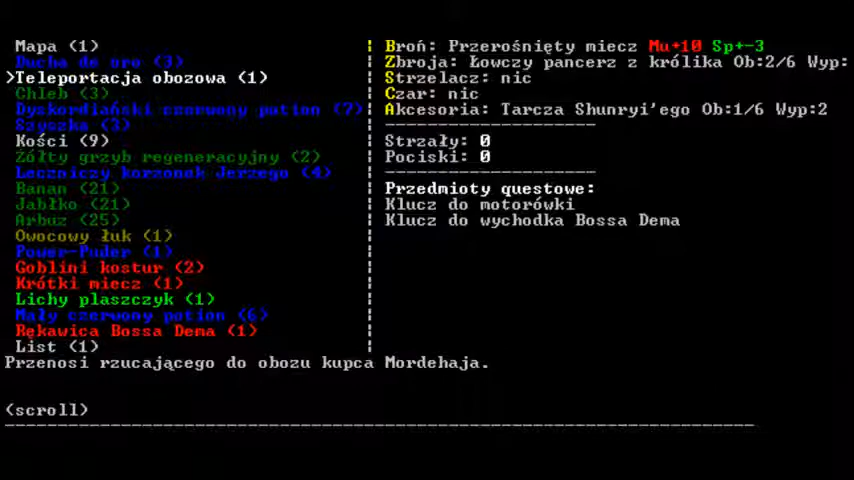 Mapa (1)
Ducha de oro (3)
>Teleportacja obozowa (1)
Chleb (3)
Dyskordiański czerwony potion (7)
Szyszka (3)
Kości (9)
Żółty grzyb regeneracyjny (2)
Leczniczy korzonek Jerzego (4)
Banan (21)
Jabłko (21)
Arbuz (25)
Owocowy łuk (1)
Power-Puder (1)
Goblini kostur (2)
Krótki miecz (1)
Lichy plaszczyk (1)
Mały czerwony potion (6)
Rękawica Bossa Dema (1)
List (1)
Broń: Przerośnięty miecz Mu+10 Sp+-3
Zbroja: Łowczy pancerz z królika Ob:2/6 Wyp:
Strzelacz: nic
Czar: nic
Akcesoria: Tarcza Shunryi'ego Ob:1/6 Wyp:2
--------------------
Strzały: 0
Pociski: 0
--------------------
Przedmioty questowe:
Klucz do motorówki
Klucz do wychodka Bossa Dema
Przenosi rzucającego do obozu kupca Mordehaja.
(scroll)